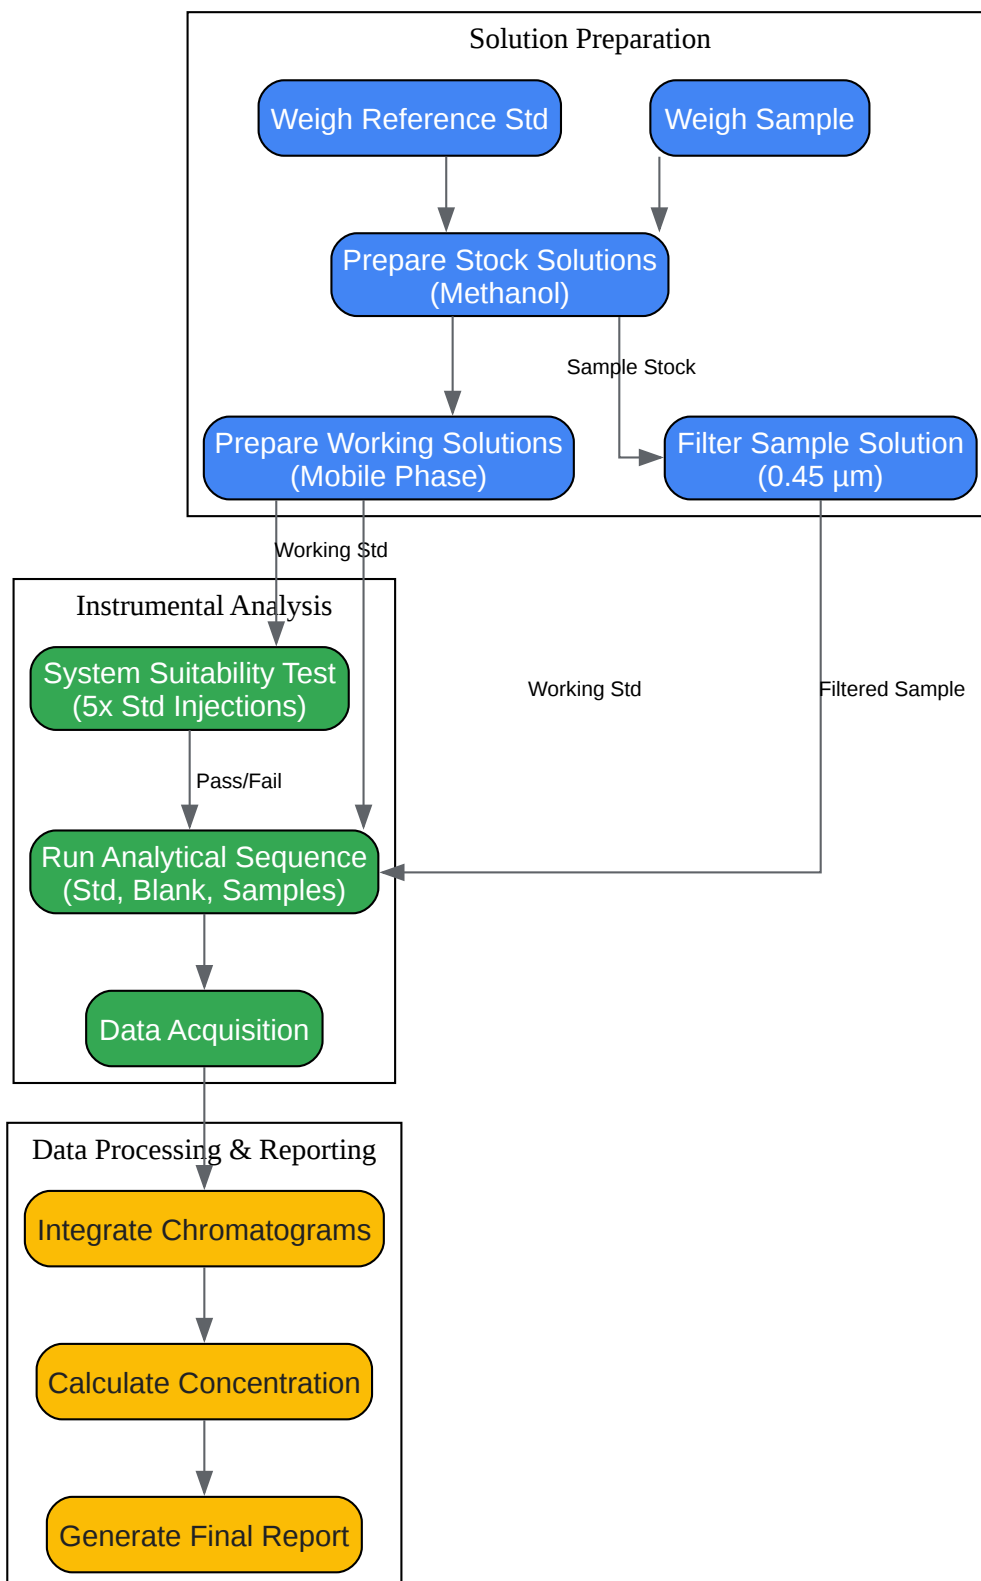 Solution Preparation
Weigh Reference Std
Weigh Sample
Prepare Stock Solutions
(Methanol)
Sample Stock
Prepare Working Solutions
(Mobile Phase)
Filter Sample Solution
(0.45 µm)
Working Std
Instrumental Analysis
System Suitability Test
(5x Std Injections)
Working Std
Filtered Sample
Pass/Fail
Run Analytical Sequence
(Std, Blank, Samples)
Data Acquisition
Data Processing & Reporting
Integrate Chromatograms
Calculate Concentration
Generate Final Report